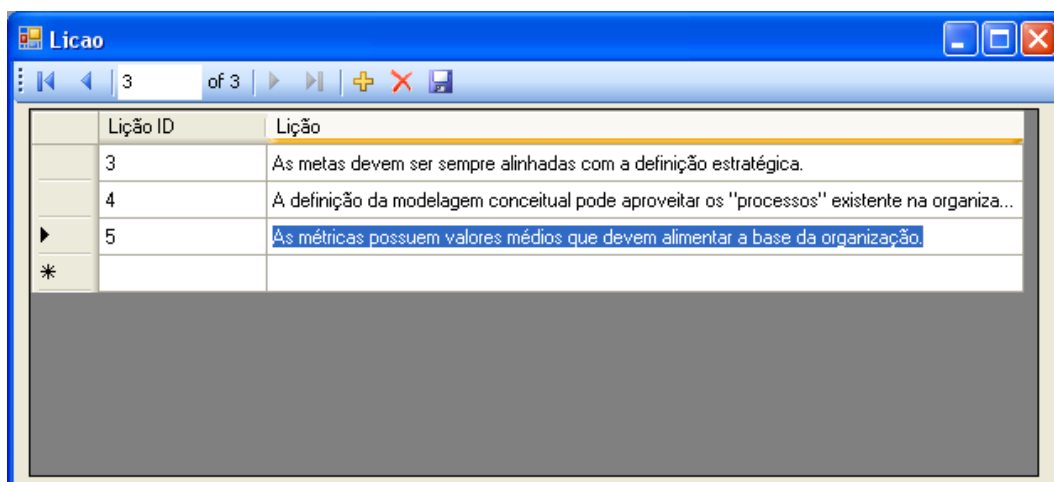 Licao
3 of 3
Lição ID Lição
3 As metas devem ser sempre alinhadas com a definição estratégica.
4 A definição da modelagem conceitual pode aproveitar os "processos" existente na organiza...
5 As métricas possuem valores médios que devem alimentar a base da organização.